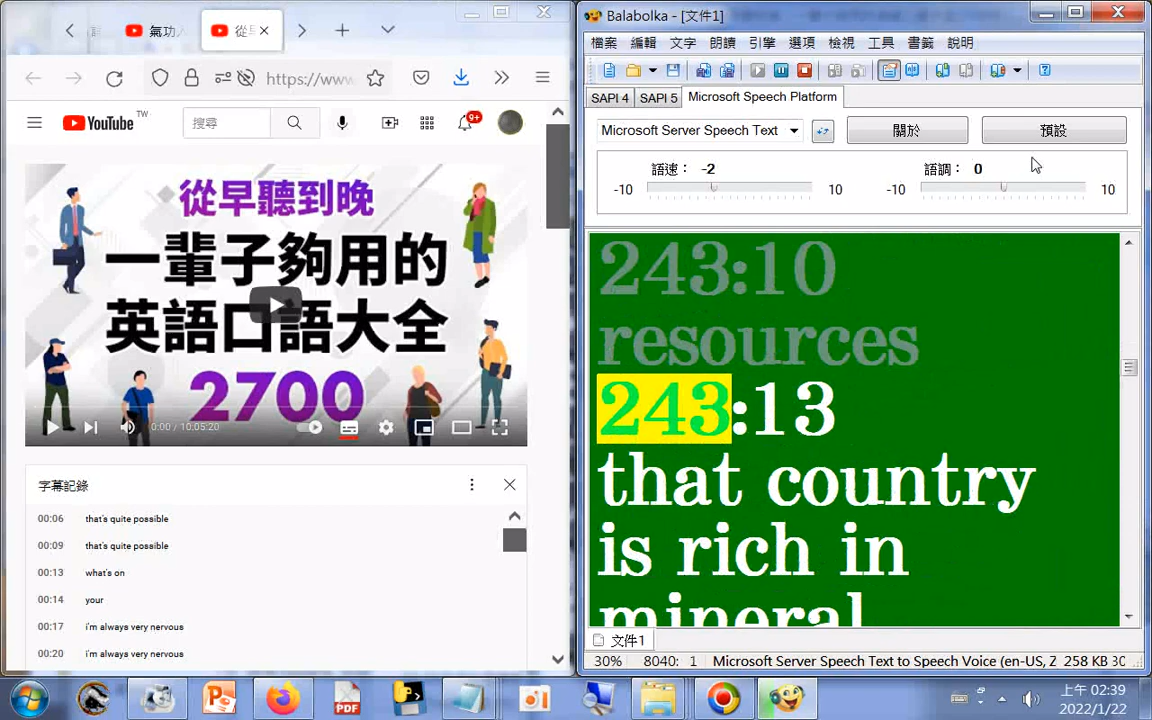 氣功
從
https://www
YouTube TW
搜尋
9+
從早聽到晚
一輩子夠用的
英語口語大全
2700
0:00 / 10:05:20
字幕記錄
00:06 that's quite possible
00:09 that's quite possible
00:13 what's on
00:14 your
00:17 i'm always very nervous
00:20 i'm always very nervous
Balabolka - [文件1]
檔案 編輯 文字 朗讀 引擎 選項 檢視 工具 書籤 說明
SAPI 4 SAPI 5 Microsoft Speech Platform
Microsoft Server Speech Text 關於 預設
語速： -2 語調： 0
-10 10 -10 10
243:10
resources
243:13
that country
is rich in
mineral
文件1
30% 8040: 1 Microsoft Server Speech Text to Speech Voice (en-US, Z 258 KB
PDF
上午 02:39
2022/1/22